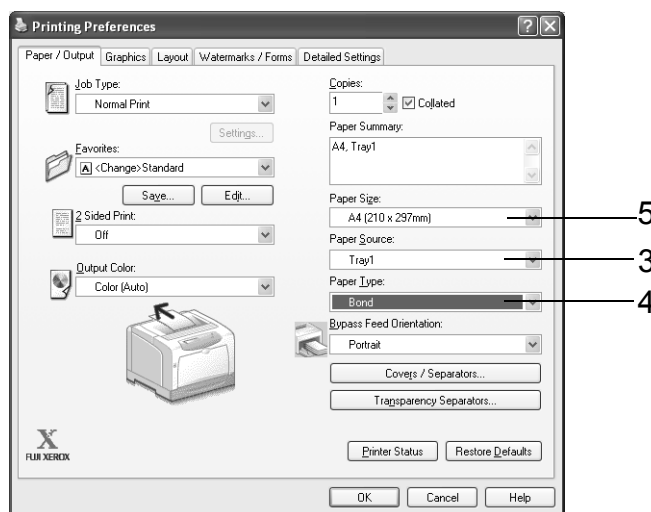 Printing Preferences
Paper / Output Graphics Layout Watermarks / Forms Detailed Settings
Job Type:
Normal Print
Settings...
Favorites:
A <Change>Standard
Save... Edit...
2 Sided Print:
Off
Output Color:
Color (Auto)
FUJI XEROX
Copies:
1 Collated
Paper Summary:
A4, Tray1
Paper Size:
A4 (210 x 297mm) 5
Paper Source:
Tray1 3
Paper Type:
Bond 4
Bypass Feed Orientation:
Portrait
Covers / Separators...
Transparency Separators...
Printer Status Restore Defaults
OK Cancel Help